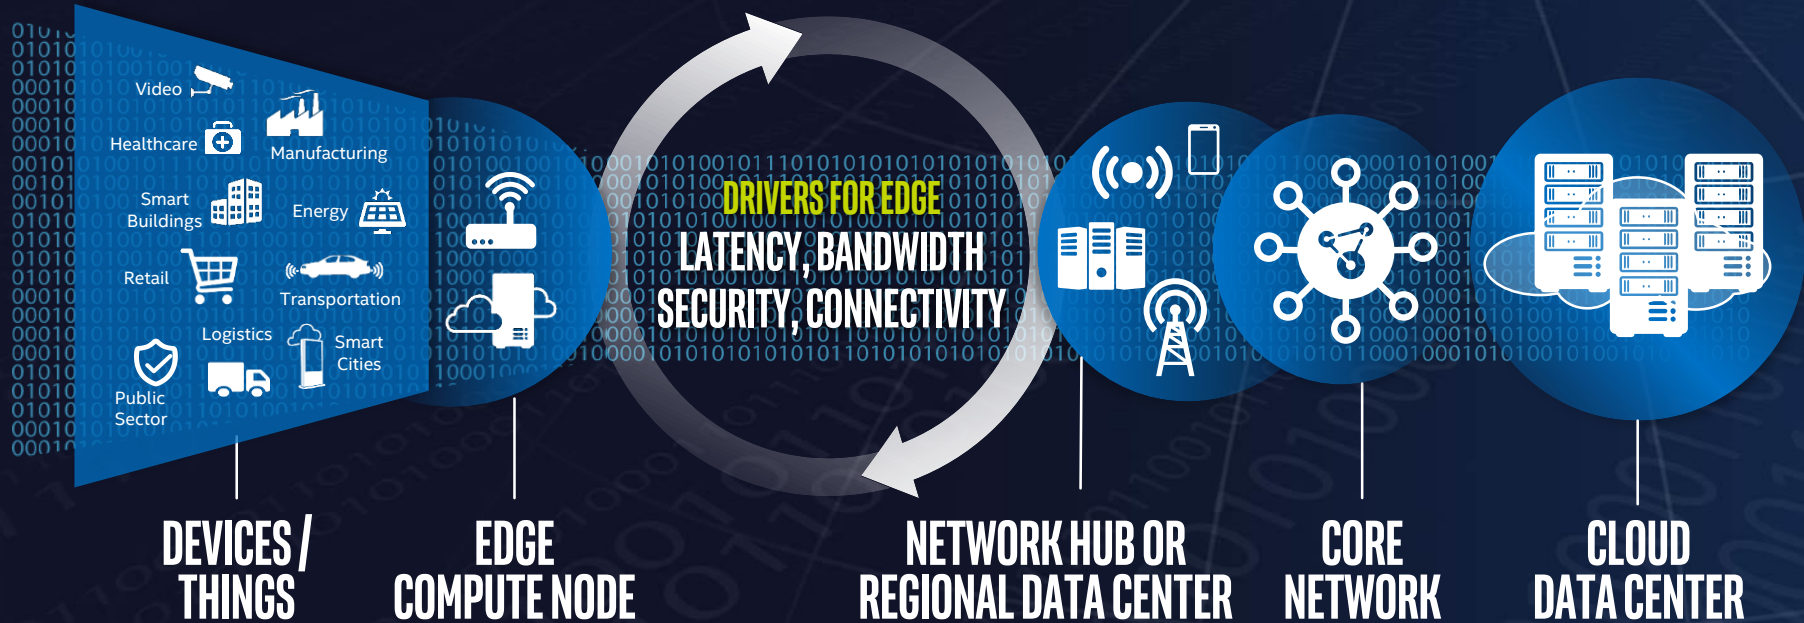 Video
Healthcare
Manufacturing
Smart
Buildings
Energy
Retail
Transportation
Logistics
Smart
Cities
Public
Sector
DRIVERS FOR EDGE
LATENCY, BANDWIDTH
SECURITY, CONNECTIVITY
DEVICES /
THINGS
EDGE
COMPUTE NODE
NETWORK HUB OR
REGIONAL DATA CENTER
CORE
NETWORK
CLOUD
DATA CENTER